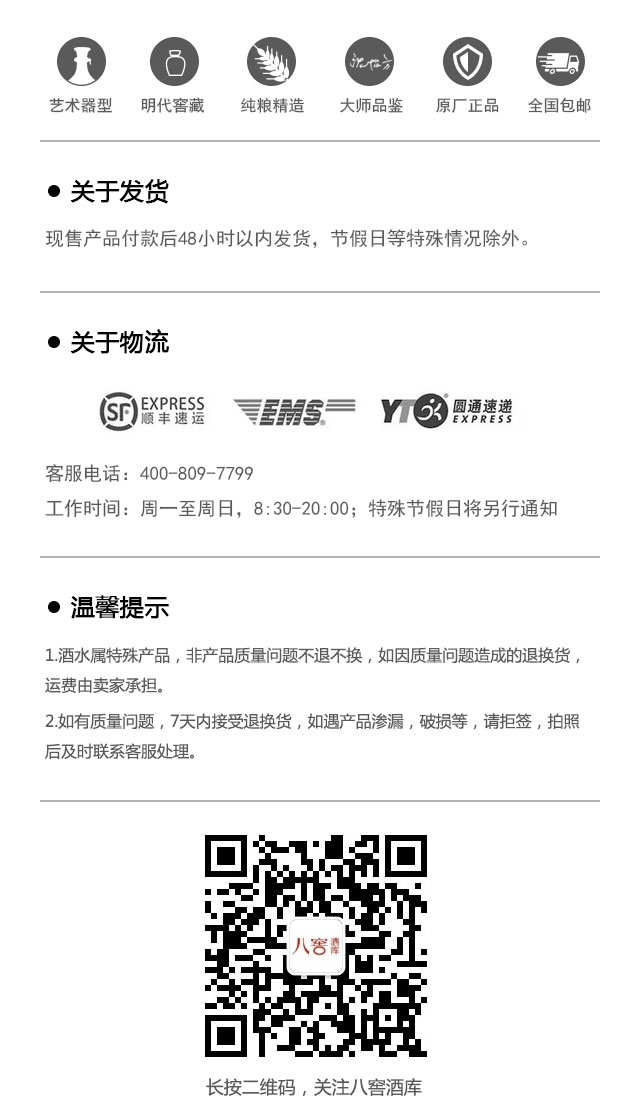 艺术器型 明代窖藏 纯粮精造 大师品鉴 原厂正品 全国包邮
关于发货
现售产品付款后48小时以内发货，节假日等特殊情况除外。
关于物流
SF EXPRESS 顺丰速运 EMS YTO 圆通速递 EXPRESS
客服电话：400-809-7799
工作时间：周一至周日，8:30-20:00；特殊节假日将另行通知
温馨提示
1.酒水属特殊产品，非产品质量问题不退不换，如因质量问题造成的退换货，
运费由卖家承担。
2.如有质量问题，7天内接受退换货，如遇产品渗漏，破损等，请拒签，拍照
后及时联系客服处理。
八窖酒库
长按二维码，关注八窖酒库